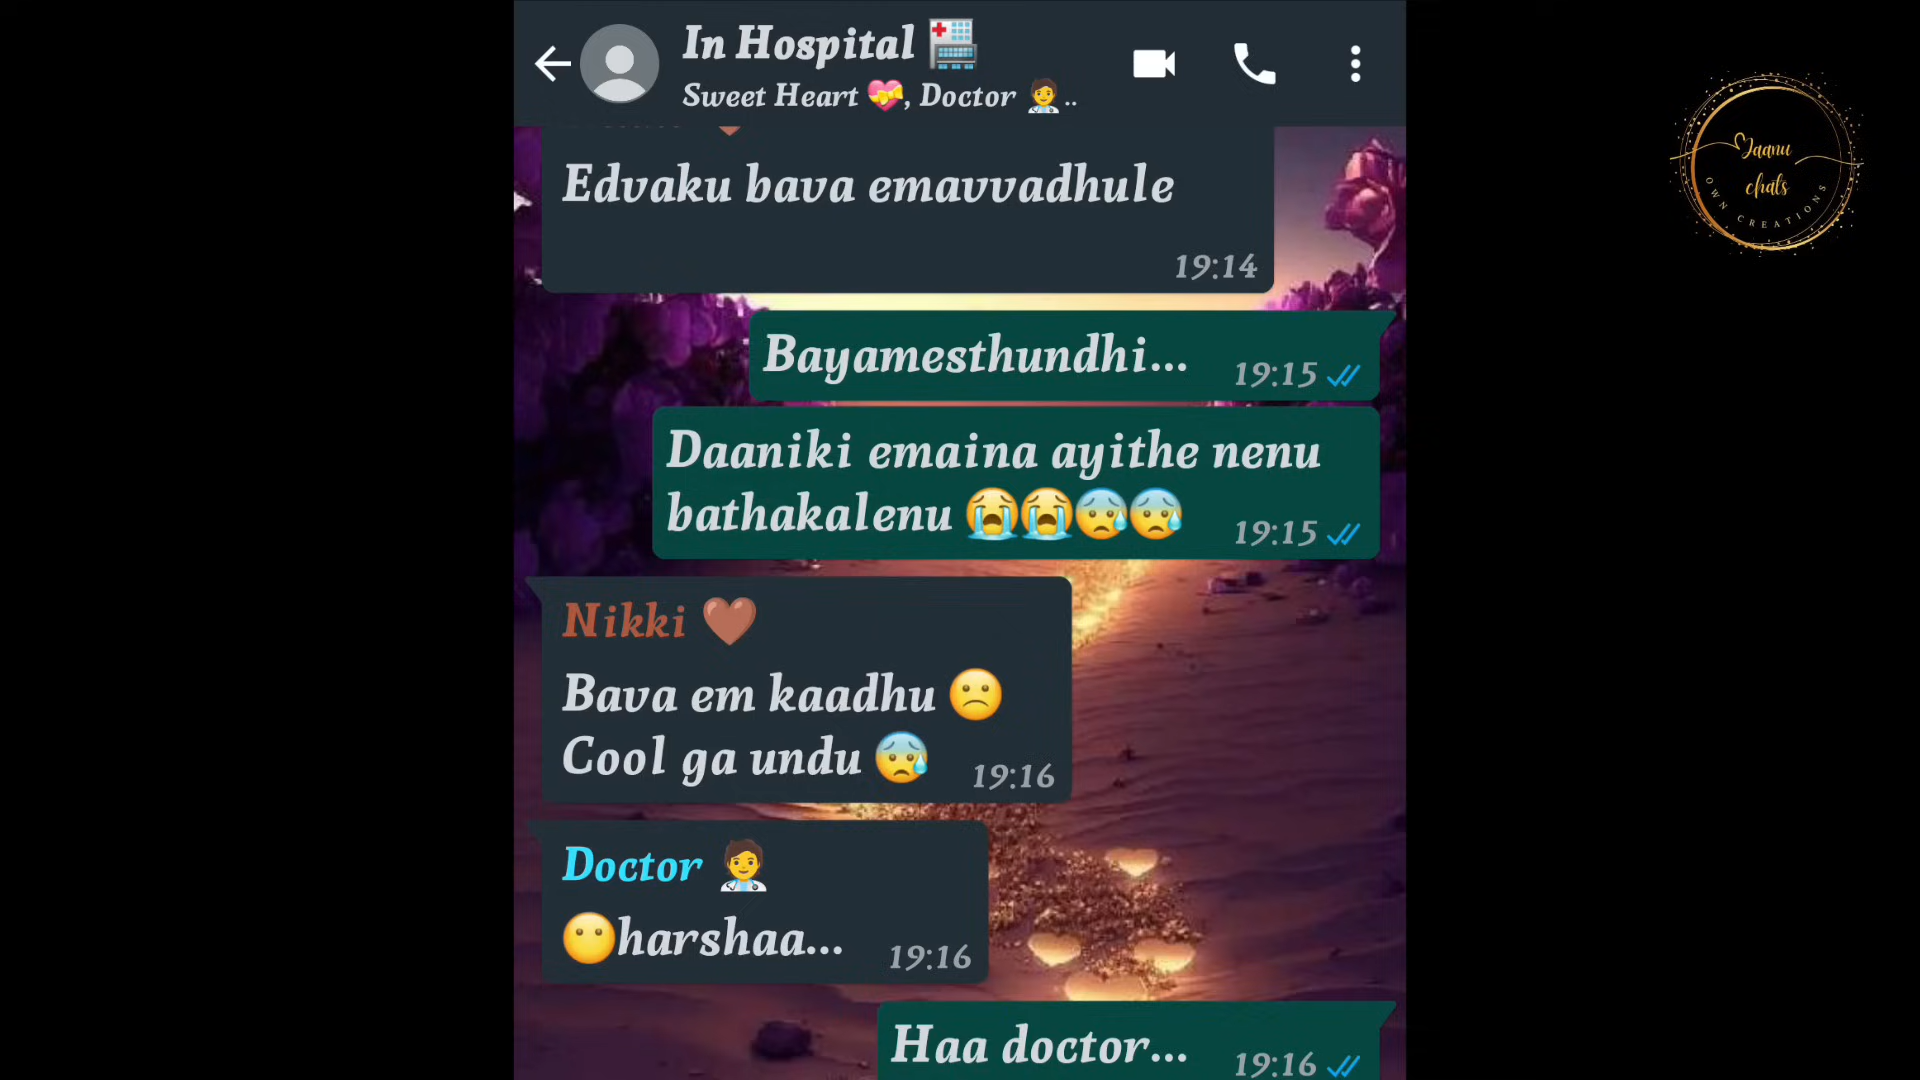 In Hospital 🏥
Sweet Heart 💝, Doctor 🧑‍⚕️..
Edvaku bava emavvadhule
19:14
Bayamesthundhi... 19:15
Daaniki emaina ayithe nenu
bathakalenu 😭😭😰😰 19:15
Nikki 🤎
Bava em kaadhu 🙁
Cool ga undu 😰 19:16
Doctor 🧑‍⚕️
😶harshaa... 19:16
Haa doctor... 19:16
Jaanu
chats
OWN CREATIONS